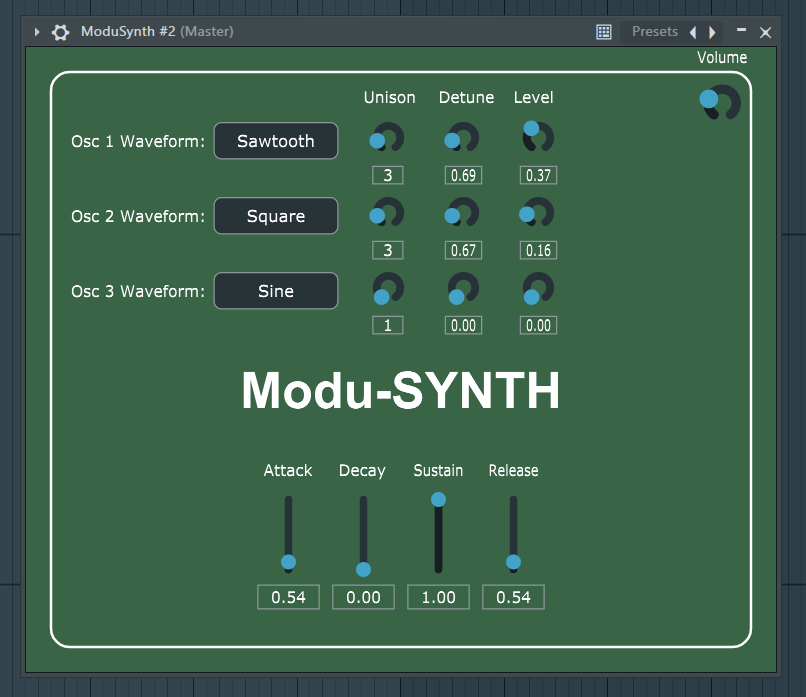 ModuSynth #2 (Master)
Presets
Volume
Unison Detune Level
Osc 1 Waveform: Sawtooth
3 0.69 0.37
Osc 2 Waveform: Square
3 0.67 0.16
Osc 3 Waveform: Sine
1 0.00 0.00
Modu-SYNTH
Attack Decay Sustain Release
0.54 0.00 1.00 0.54